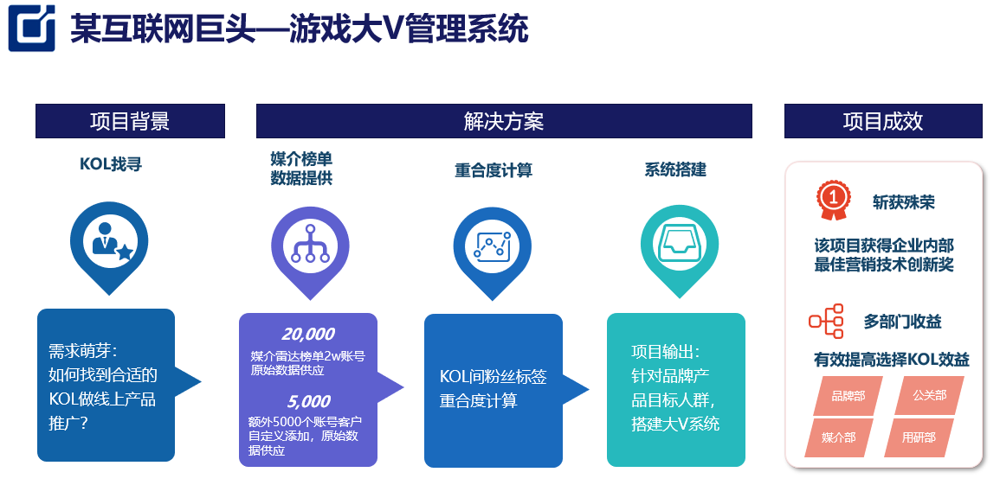 某互联网巨头—游戏大V管理系统
项目背景
解决方案
项目成效
KOL找寻
需求萌芽：
如何找到合适的
KOL做线上产品
推广？
媒介榜单
数据提供
20,000
媒介雷达榜单2w账号
原始数据供应
5,000
额外5000个账号客户
自定义添加，原始数
据供应
重合度计算
KOL间粉丝标签
重合度计算
系统搭建
项目输出：
针对品牌产
品目标人群，
搭建大V系统
1
斩获殊荣
该项目获得企业内部
最佳营销技术创新奖
多部门收益
有效提高选择KOL效益
品牌部
公关部
媒介部
用研部